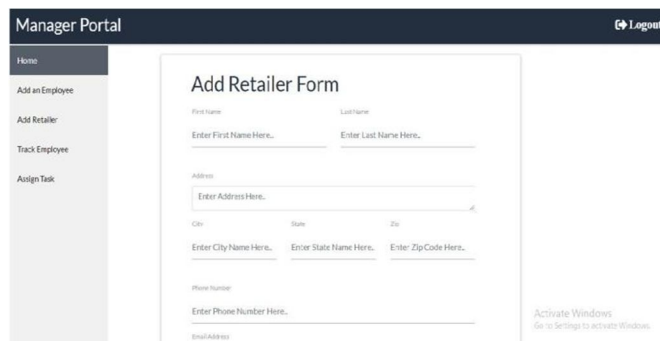 Manager Portal
Logout
Home
Add an Employee
Add Retailer
Track Employee
Assign Task
Add Retailer Form
First Name Last Name
Enter First Name Here.. Enter Last Name Here..
Address
Enter Address Here..
City State Zip
Enter City Name Here.. Enter State Name Here.. Enter Zip Code Here..
Phone Number
Enter Phone Number Here..
Email Address
Activate Windows
Go to Settings to activate Windows.